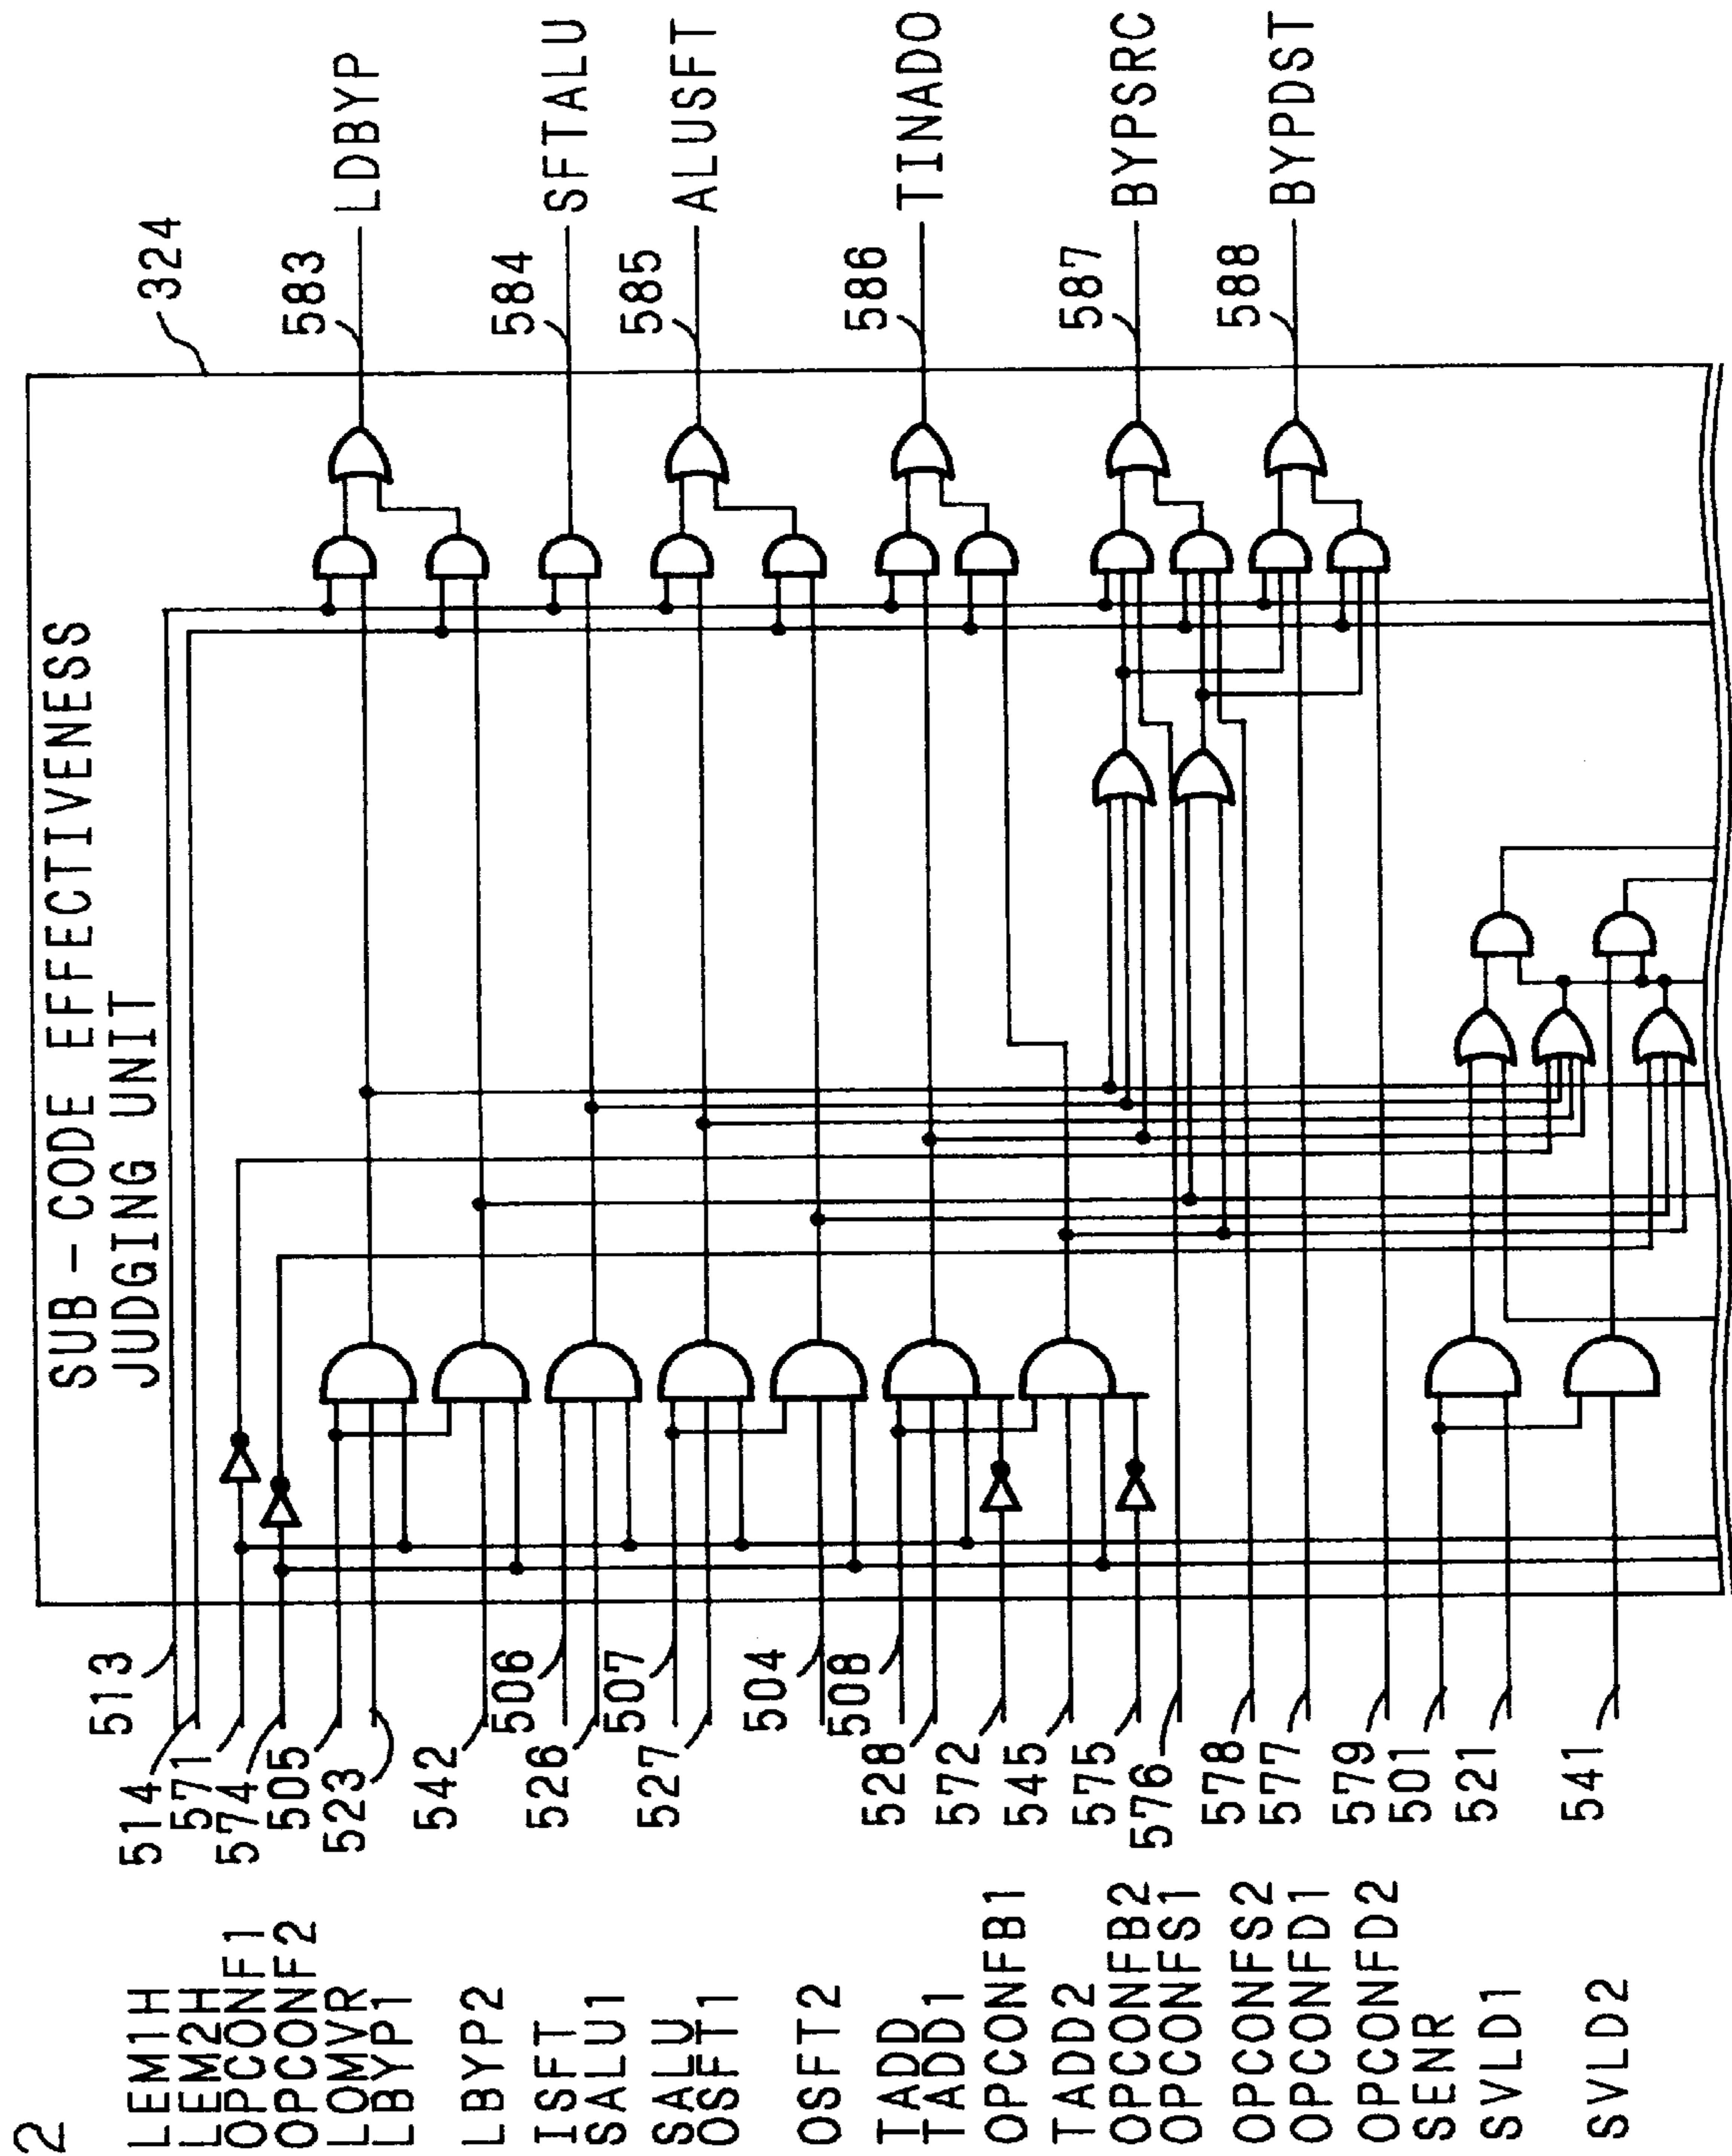 2
SUB-CODE EFFECTIVENESS
JUDGING UNIT
324
LEM1H
LEM2H
OPCONF1
OPCONF2
LOMVR
LBYP1
LBYP2
ISFT
SALU1
SALU
OSFT1
OSFT2
TADD
TADD1
OPCONFB1
TADD2
OPCONFB2
OPCONFS1
OPCONFS2
OPCONFD1
OPCONFD2
SENR
SVLD1
SVLD2
513
514
571
574
505
523
542
506
526
507
527
504
508
528
572
545
575
576
578
577
579
501
521
541
583
LDBYP
584
SFTALU
585
ALUSFT
586
TINADO
587
BYPSRC
588
BYPDST